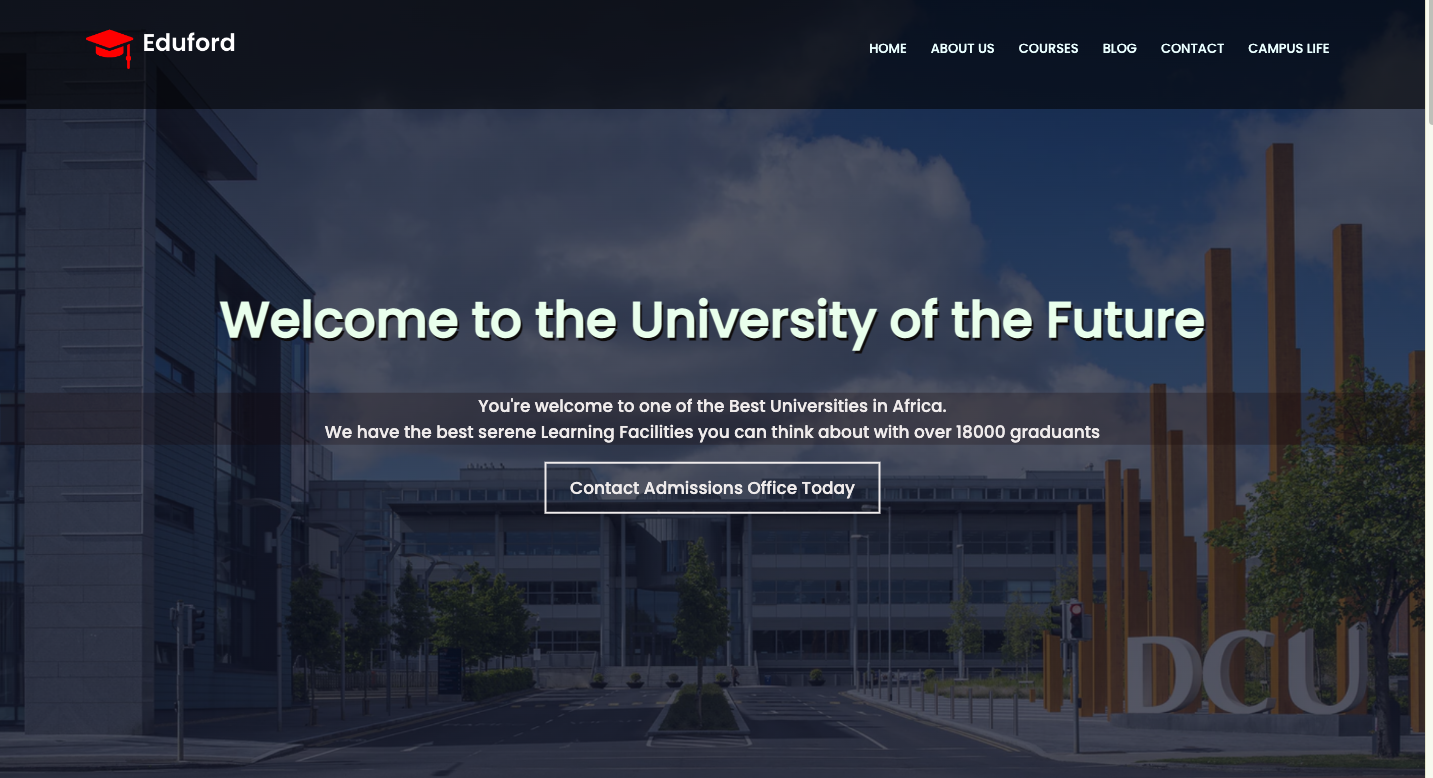 Eduford
HOME ABOUT US COURSES BLOG CONTACT CAMPUS LIFE
Welcome to the University of the Future
You're welcome to one of the Best Universities in Africa.
We have the best serene Learning Facilities you can think about with over 18000 graduants
Contact Admissions Office Today
DCU